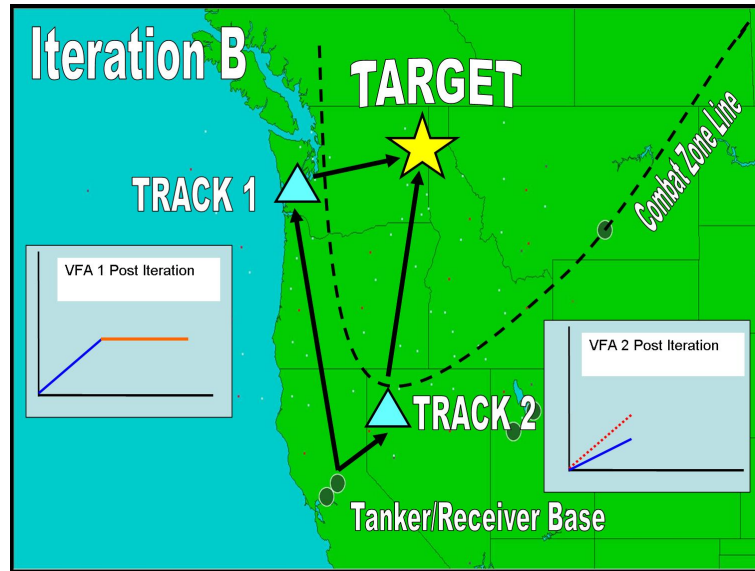 Iteration B
TARGET
Combat Zone Line
TRACK 1
VFA 1 Post Iteration
VFA 2 Post Iteration
TRACK 2
Tanker/Receiver Base